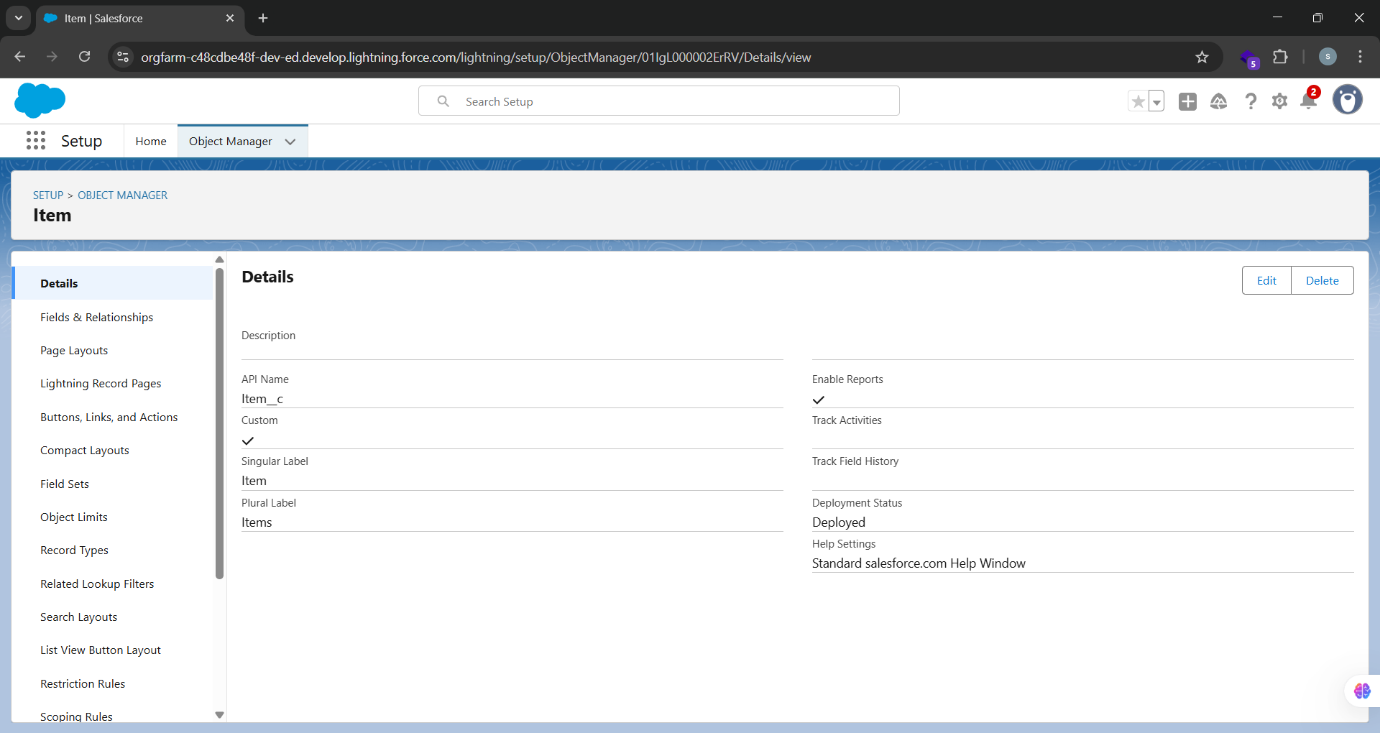 Item | Salesforce
orgfarm-c48cdbe48f-dev-ed.develop.lightning.force.com/lightning/setup/ObjectManager/01IgL000002ErRV/Details/view
5
S
Search Setup
2
Setup
Home
Object Manager
SETUP > OBJECT MANAGER
Item
Details
Fields & Relationships
Page Layouts
Lightning Record Pages
Buttons, Links, and Actions
Compact Layouts
Field Sets
Object Limits
Record Types
Related Lookup Filters
Search Layouts
List View Button Layout
Restriction Rules
Scoping Rules
Details
Edit
Delete
Description
API Name
Item__c
Custom
Singular Label
Item
Plural Label
Items
Enable Reports
Track Activities
Track Field History
Deployment Status
Deployed
Help Settings
Standard salesforce.com Help Window